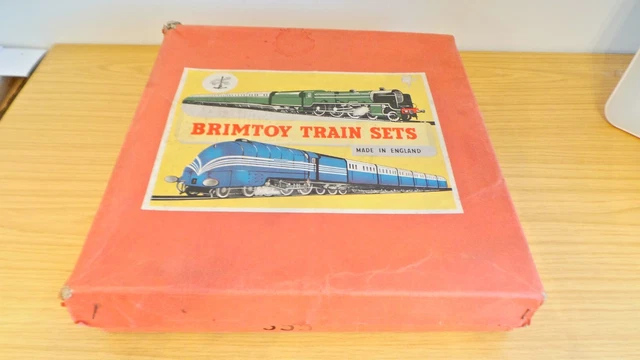 BRIMTOY TRAIN SETS
MADE IN ENGLAND